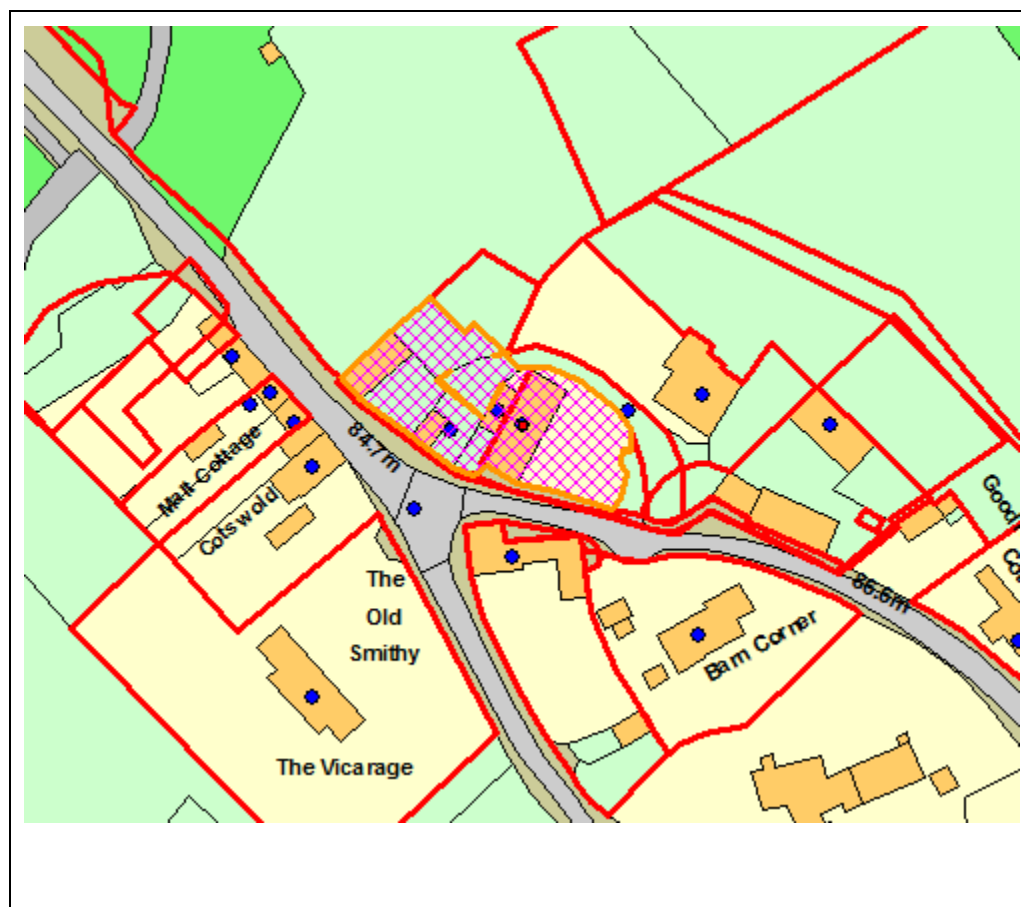 84.7m
Malt Cottage
Cotswold
The
Old
Smithy
The Vicarage
Barn Corner
86.6m